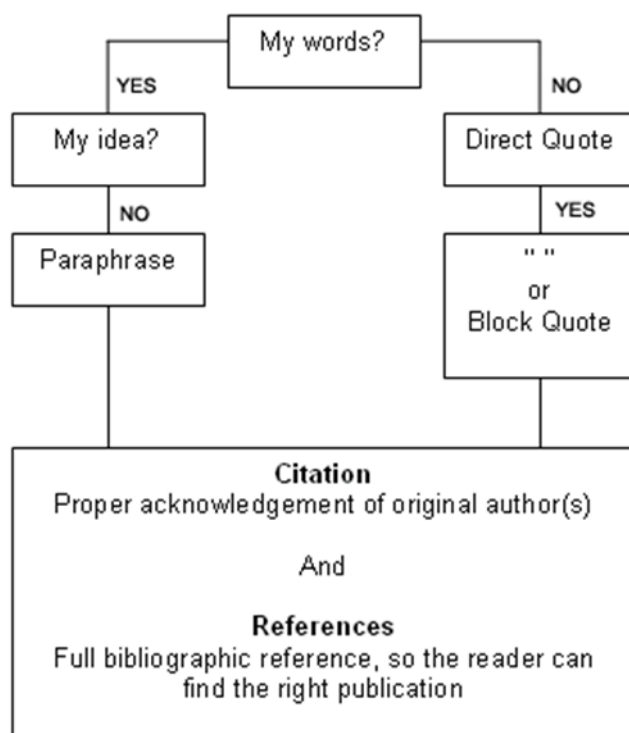 My words?
YES
NO
My idea?
Direct Quote
NO
YES
Paraphrase
" "
or
Block Quote
Citation
Proper acknowledgement of original author(s)
And
References
Full bibliographic reference, so the reader can
find the right publication